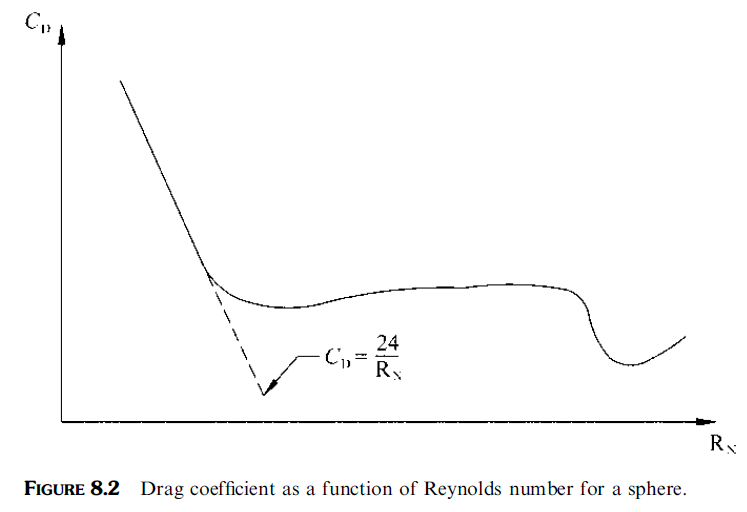 C_D
C_D = 24/R_N
R_N
FIGURE 8.2 Drag coefficient as a function of Reynolds number for a sphere.